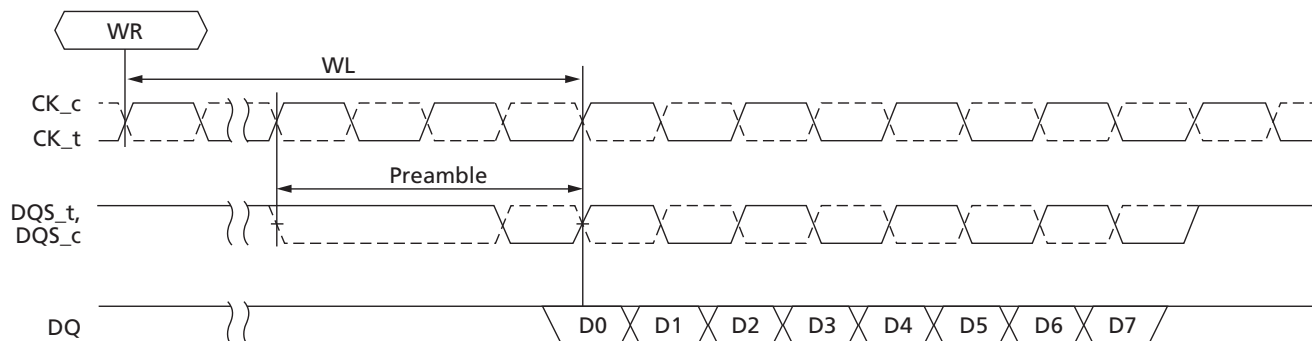 WR
WL
CK_c
CK_t
Preamble
DQS_t,
DQS_c
DQ D0 D1 D2 D3 D4 D5 D6 D7